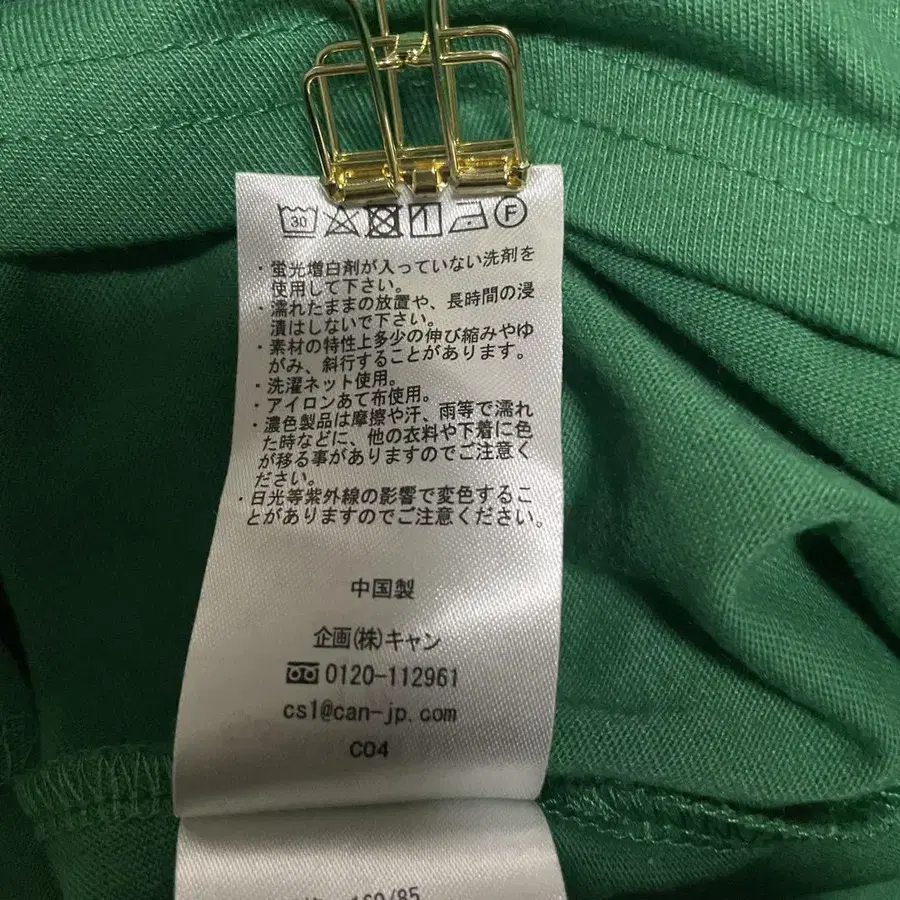 30 F
・蛍光増白剤が入っていない洗剤を
使用して下さい。
・濡れたままの放置や、長時間の浸
漬はしないで下さい。
・素材の特性上多少の伸び縮みやゆ
がみ、斜行することがあります。
・洗濯ネット使用。
・アイロンあて布使用。
・濃色製品は摩擦や汗、雨等で濡れ
た時などに、他の衣料や下着に色
が移る事がありますのでご注意く
ださい。
・日光等紫外線の影響で変色するこ
とがありますのでご注意ください。
中国製
企画(株)キャン
0120-112961
cs1@can-jp.com
C04
160/85